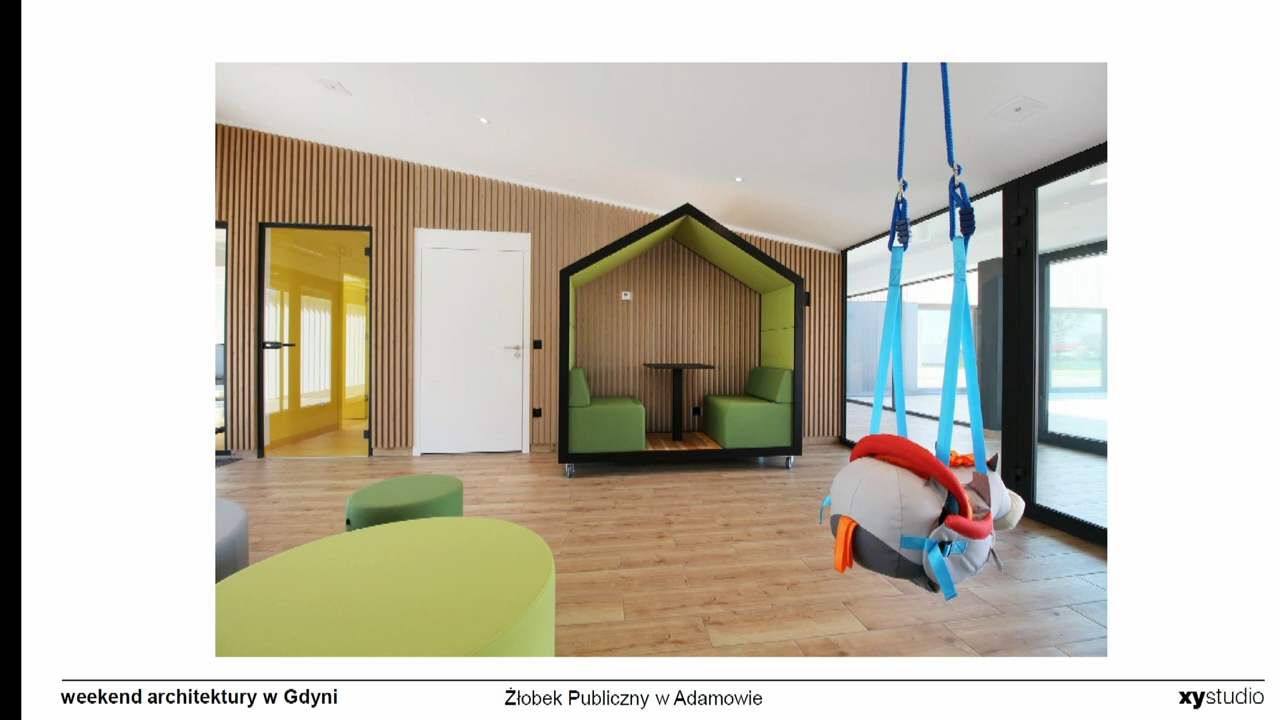 weekend architektury w Gdyni
Żłobek Publiczny w Adamowie
xystudio